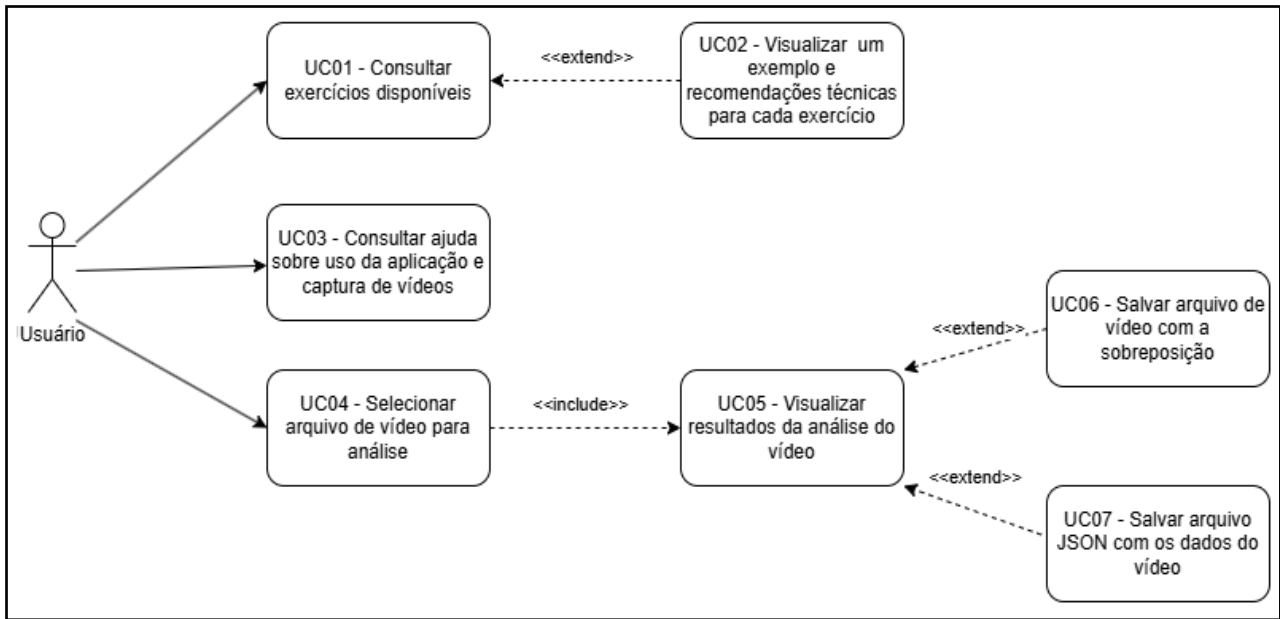 UC01 - Consultar
exercícios disponíveis
<<extend>>
UC02 - Visualizar um
exemplo e
recomendações técnicas
para cada exercício
UC03 - Consultar ajuda
sobre uso da aplicação e
captura de vídeos
Usuário
UC04 - Selecionar
arquivo de vídeo para
análise
<<include>>
UC05 - Visualizar
resultados da análise do
vídeo
<<extend>>
UC06 - Salvar arquivo de
vídeo com a
sobreposição
<<extend>>
UC07 - Salvar arquivo
JSON com os dados do
vídeo